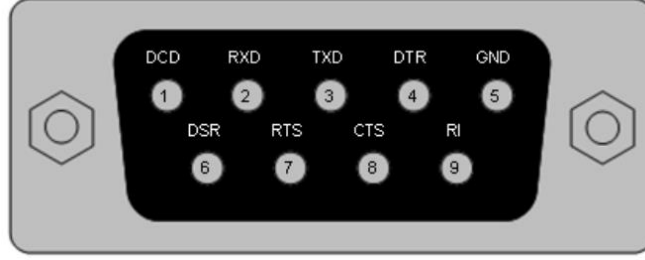 DCD RXD TXD DTR GND
1 2 3 4 5
DSR RTS CTS RI
6 7 8 9